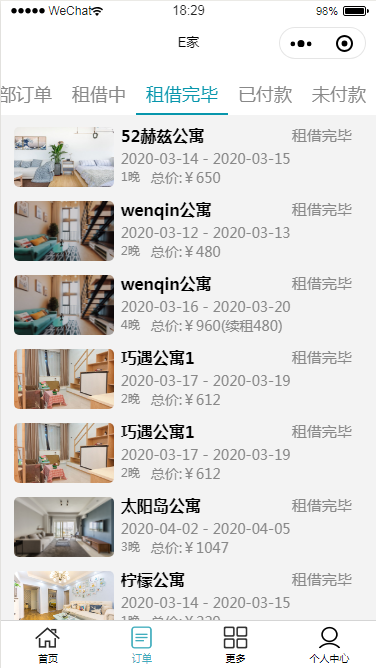 WeChat 18:29 98%
E家
部订单 租借中 租借完毕 已付款 未付款
52赫兹公寓 租借完毕
2020-03-14 - 2020-03-15
1晚 总价:￥650
wenqin公寓 租借完毕
2020-03-12 - 2020-03-13
2晚 总价:￥480
wenqin公寓 租借完毕
2020-03-16 - 2020-03-20
4晚 总价:￥960(续租480)
巧遇公寓1 租借完毕
2020-03-17 - 2020-03-19
2晚 总价:￥612
巧遇公寓1 租借完毕
2020-03-17 - 2020-03-19
2晚 总价:￥612
太阳岛公寓 租借完毕
2020-04-02 - 2020-04-05
3晚 总价:￥1047
柠檬公寓 租借完毕
2020-03-14 - 2020-03-15
首页 订单 更多 个人中心